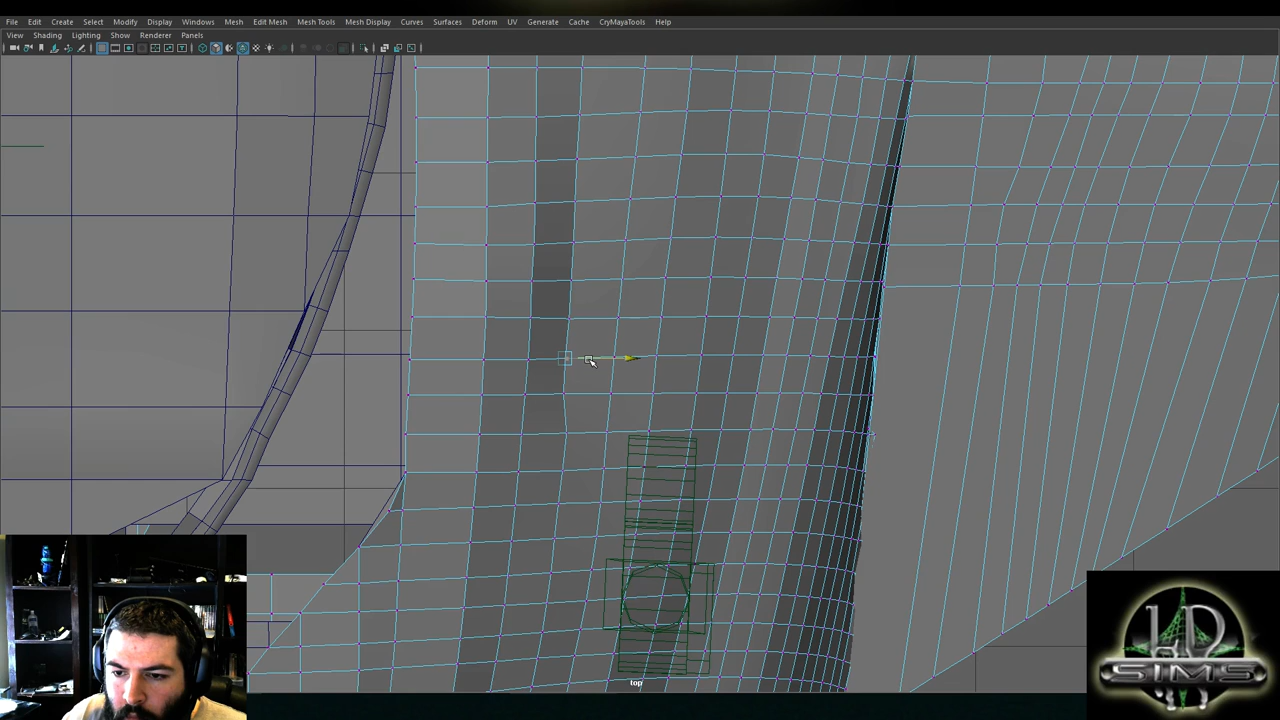 File Edit Create Select Modify Display Windows Mesh Edit Mesh Mesh Tools Mesh Display Curves Surfaces Deform UV Generate Cache CryMayaTools Help
View Shading Lighting Show Renderer Panels
top
HD
SIMS